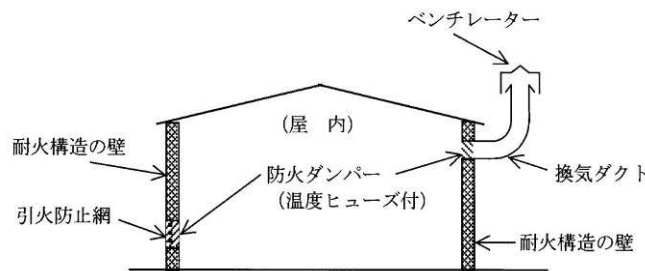 ベンチレーター
(屋 内)
耐火構造の壁
防火ダンパー
(温度ヒューズ付)
換気ダクト
引火防止網
耐火構造の壁